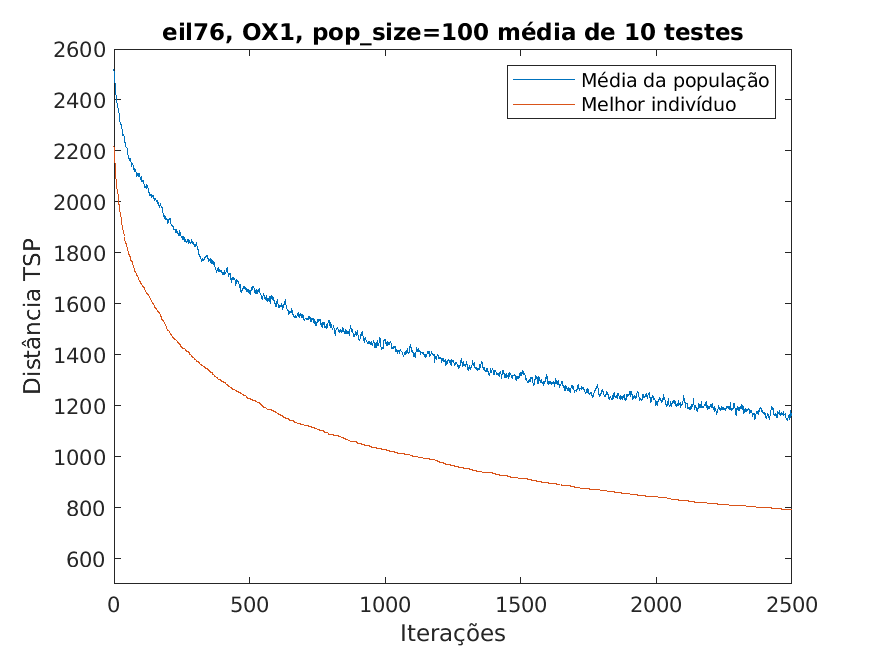 eil76, OX1, pop_size=100 média de 10 testes
2600
2400
2200
2000
1800
1600
1400
1200
1000
800
600
Distância TSP
Média da população
Melhor indivíduo
0 500 1000 1500 2000 2500
Iterações